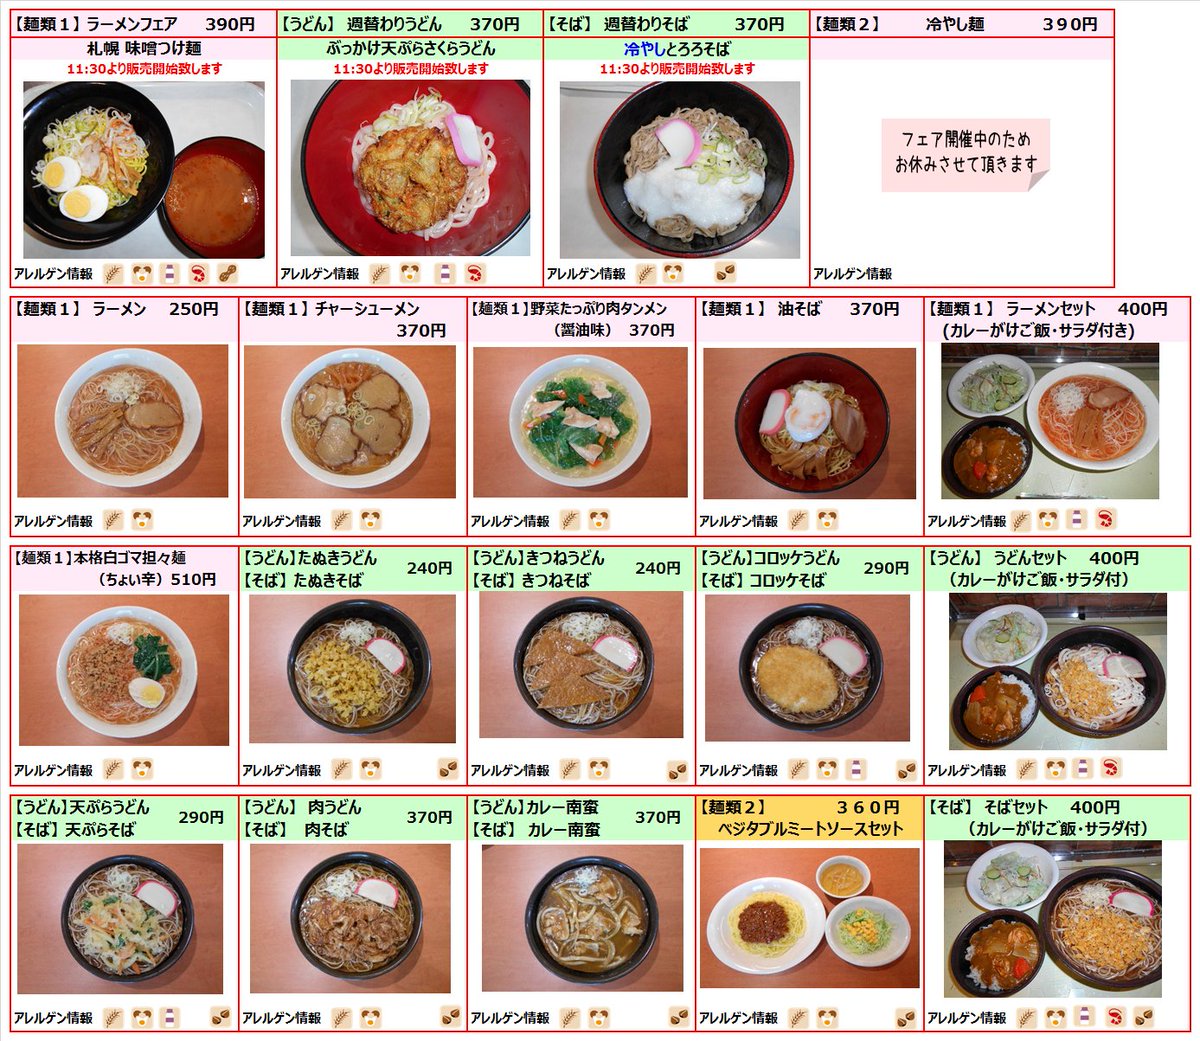 【麺類１】ラーメンフェア　390円
札幌 味噌つけ麺
11:30より販売開始致します
アレルゲン情報
【うどん】 週替わりうどん　370円
ぶっかけ天ぷらさくらうどん
11:30より販売開始致します
アレルゲン情報
【そば】 週替わりそば　370円
冷やしとろろそば
11:30より販売開始致します
アレルゲン情報
【麺類２】　冷やし麺　３９０円
フェア開催中のため
お休みさせて頂きます
アレルゲン情報
【麺類１】 ラーメン　250円
アレルゲン情報
【麺類１】 チャーシューメン
370円
アレルゲン情報
【麺類１】野菜たっぷり肉タンメン
（醤油味）　370円
アレルゲン情報
【麺類１】 油そば　370円
アレルゲン情報
【麺類１】 ラーメンセット　400円
(カレーがけご飯・サラダ付き)
アレルゲン情報
【麺類１】本格白ゴマ担々麺
（ちょい辛）510円
アレルゲン情報
【うどん】たぬきうどん
【そば】 たぬきそば　240円
アレルゲン情報
【うどん】きつねうどん
【そば】 きつねそば　240円
アレルゲン情報
【うどん】コロッケうどん
【そば】 コロッケそば　290円
アレルゲン情報
【うどん】 うどんセット　400円
（カレーがけご飯・サラダ付）
アレルゲン情報
【うどん】天ぷらうどん
【そば】 天ぷらそば　290円
アレルゲン情報
【うどん】 肉うどん
【そば】 肉そば　370円
アレルゲン情報
【うどん】カレー南蛮
【そば】 カレー南蛮　370円
アレルゲン情報
【麺類２】　３６０円
ベジタブルミートソースセット
アレルゲン情報
【そば】 そばセット　400円
（カレーがけご飯・サラダ付）
アレルゲン情報